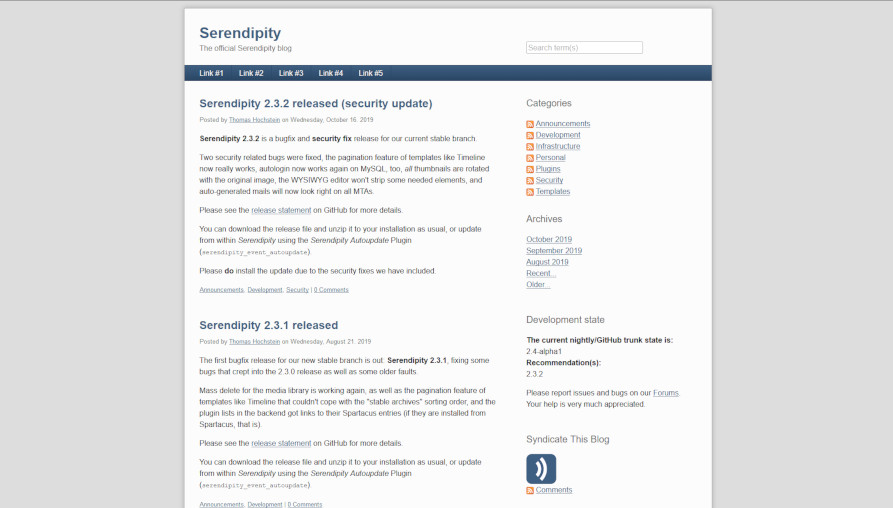 Serendipity
The official Serendipity blog
Search term(s)
Link #1 Link #2 Link #3 Link #4 Link #5
Serendipity 2.3.2 released (security update)
Posted by Thomas Hochstein on Wednesday, October 16. 2019
Serendipity 2.3.2 is a bugfix and security fix release for our current stable branch.
Two security related bugs were fixed, the pagination feature of templates like Timeline
now really works, autologin now works again on MySQL, too, all thumbnails are rotated
with the original image, the WYSIWYG editor won't strip some needed elements, and
auto-generated mails will now look right on all MTAs.
Please see the release statement on GitHub for more details.
You can download the release file and unzip it to your installation as usual, or update
from within Serendipity using the Serendipity Autoupdate Plugin
(serendipity_event_autoupdate).
Please do install the update due to the security fixes we have included.
Announcements, Development, Security | 0 Comments
Serendipity 2.3.1 released
Posted by Thomas Hochstein on Wednesday, August 21. 2019
The first bugfix release for our new stable branch is out: Serendipity 2.3.1, fixing some
bugs that crept into the 2.3.0 release as well as some older faults.
Mass delete for the media library is working again, as well as the pagination feature of
templates like Timeline that couldn't cope with the "stable archives" sorting order, and the
plugin lists in the backend got links to their Spartacus entries (if they are installed from
Spartacus, that is).
Please see the release statement on GitHub for more details.
You can download the release file and unzip it to your installation as usual, or update
from within Serendipity using the Serendipity Autoupdate Plugin
(serendipity_event_autoupdate).
Announcements, Development | 0 Comments
Categories
Announcements
Development
Infrastructure
Personal
Plugins
Security
Templates
Archives
October 2019
September 2019
August 2019
Recent...
Older...
Development state
The current nightly/GitHub trunk state is:
2.4-alpha1
Recommendation(s):
2.3.2
Please report issues and bugs on our Forums.
Your help is very much appreciated.
Syndicate This Blog
Comments